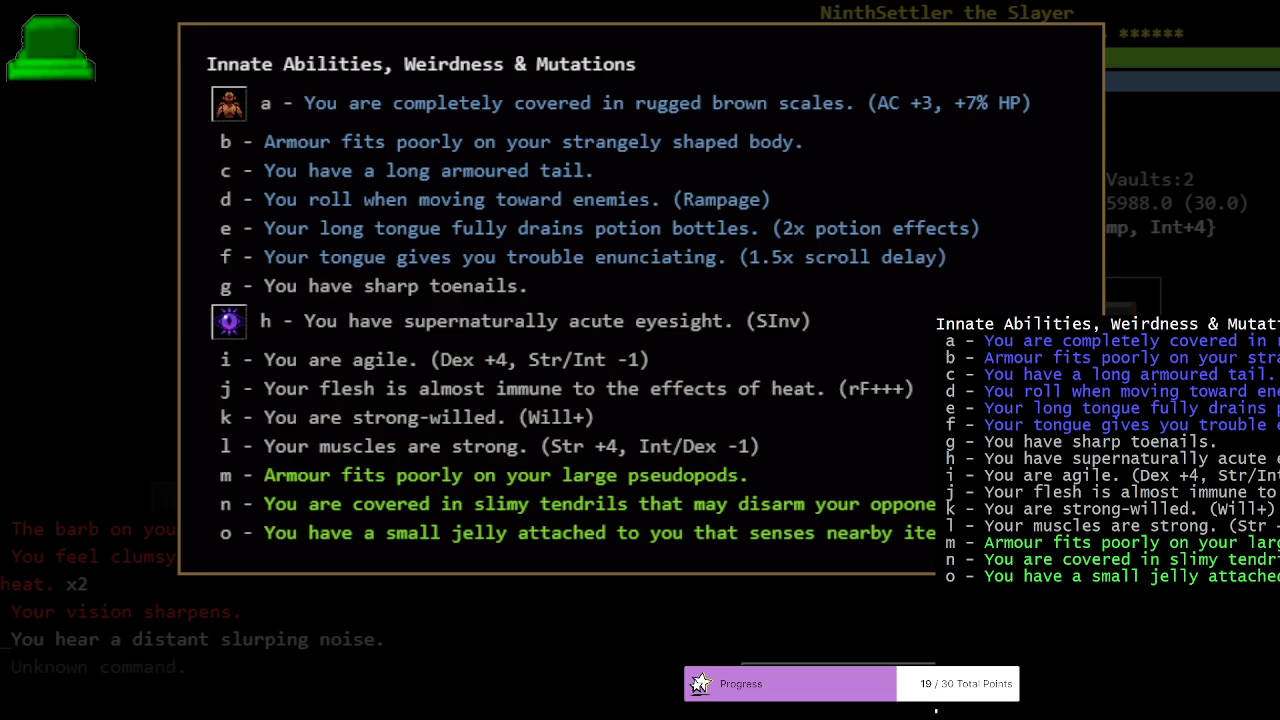 NinthSettler the Slayer
******
Innate Abilities, Weirdness & Mutations
a - You are completely covered in rugged brown scales. (AC +3, +7% HP)
b - Armour fits poorly on your strangely shaped body.
c - You have a long armoured tail.
d - You roll when moving toward enemies. (Rampage)
e - Your long tongue fully drains potion bottles. (2x potion effects)
f - Your tongue gives you trouble enunciating. (1.5x scroll delay)
g - You have sharp toenails.
h - You have supernaturally acute eyesight. (SInv)
i - You are agile. (Dex +4, Str/Int -1)
j - Your flesh is almost immune to the effects of heat. (rF+++)
k - You are strong-willed. (Will+)
l - Your muscles are strong. (Str +4, Int/Dex -1)
m - Armour fits poorly on your large pseudopods.
n - You are covered in slimy tendrils that may disarm your oppone
o - You have a small jelly attached to you that senses nearby ite
Vaults:2
5988.0 (30.0)
mp, Int+4}
Innate Abilities, Weirdness & Mutati
a - You are completely covered in r
b - Armour fits poorly on your stra
c - You have a long armoured tail.
d - You roll when moving toward ene
e - Your long tongue fully drains p
f - Your tongue gives you trouble e
g - You have sharp toenails.
h - You have supernaturally acute e
i - You are agile. (Dex +4, Str/Int
j - Your flesh is almost immune to
k - You are strong-willed. (Will+)
l - Your muscles are strong. (Str
m - Armour fits poorly on your larg
n - You are covered in slimy tendri
o - You have a small jelly attached
The barb on you
You feel clumsy
heat. x2
Your vision sharpens.
_You hear a distant slurping noise.
Unknown command.
Progress
19 / 30 Total Points